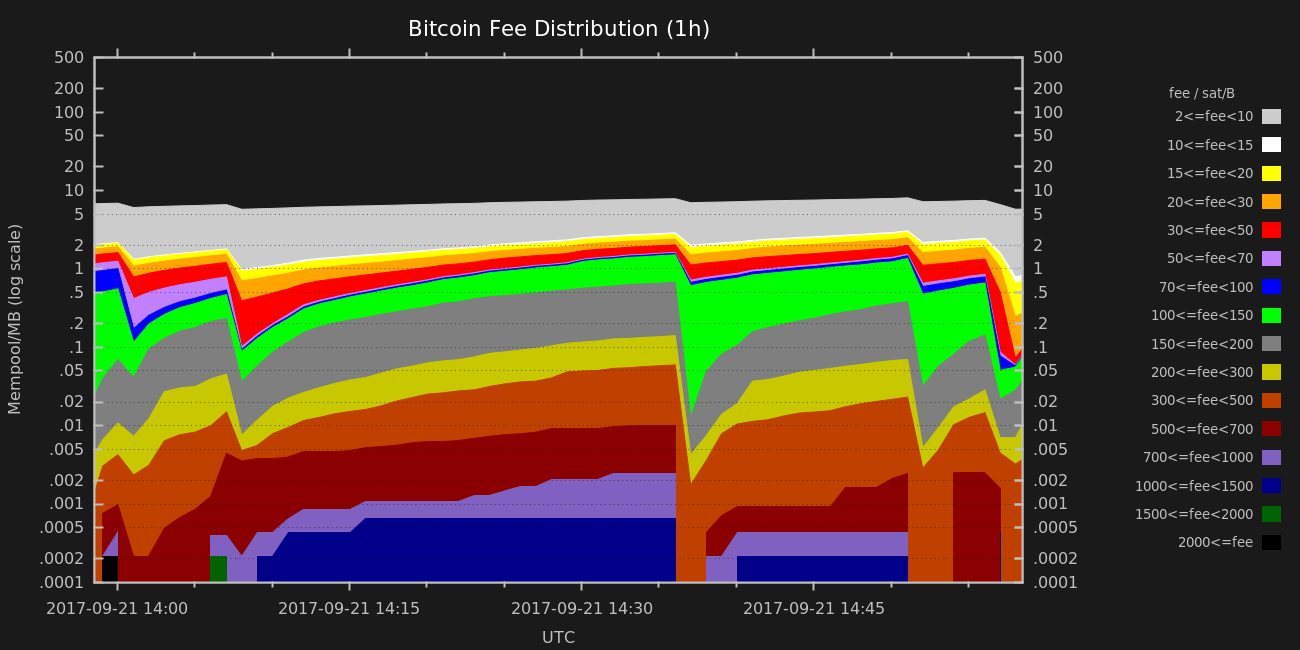 Bitcoin Fee Distribution (1h)
Mempool/MB (log scale)
500
200
100
50
20
10
5
2
1
.5
.2
.1
.05
.02
.01
.005
.002
.001
.0005
.0002
.0001
500
200
100
50
20
10
5
2
1
.5
.2
.1
.05
.02
.01
.005
.002
.001
.0005
.0002
.0001
2017-09-21 14:00
2017-09-21 14:15
2017-09-21 14:30
2017-09-21 14:45
UTC
fee / sat/B
2<=fee<10
10<=fee<15
15<=fee<20
20<=fee<30
30<=fee<50
50<=fee<70
70<=fee<100
100<=fee<150
150<=fee<200
200<=fee<300
300<=fee<500
500<=fee<700
700<=fee<1000
1000<=fee<1500
1500<=fee<2000
2000<=fee